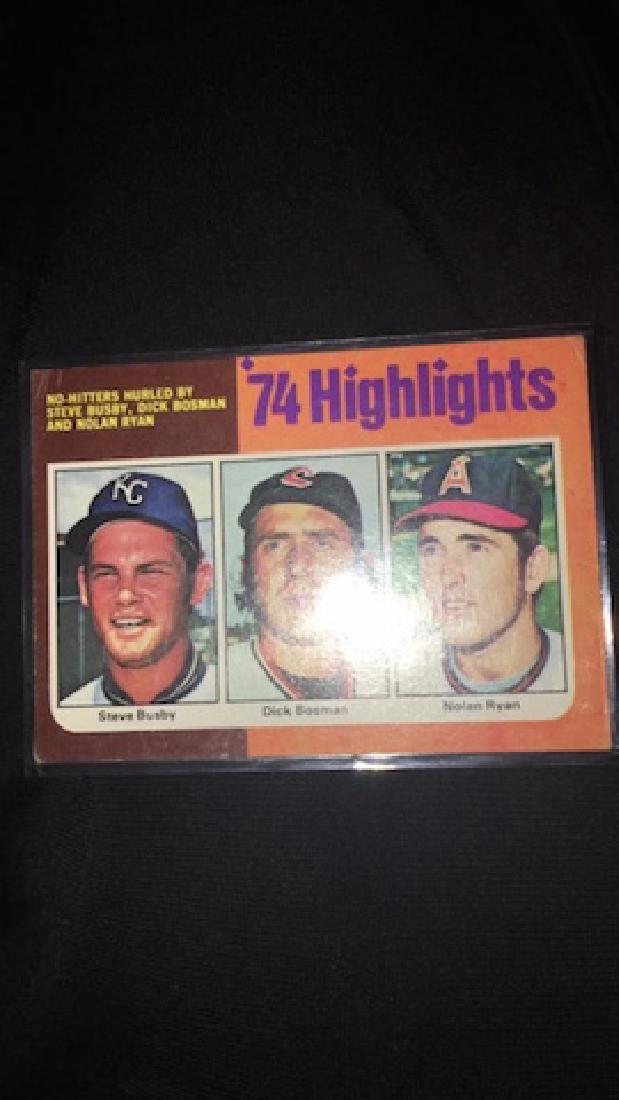 NO-HITTERS HURLED BY
STEVE BUSBY, DICK BOSMAN
AND NOLAN RYAN
'74 Highlights
KC
C
A
Steve Busby
Dick Bosman
Nolan Ryan